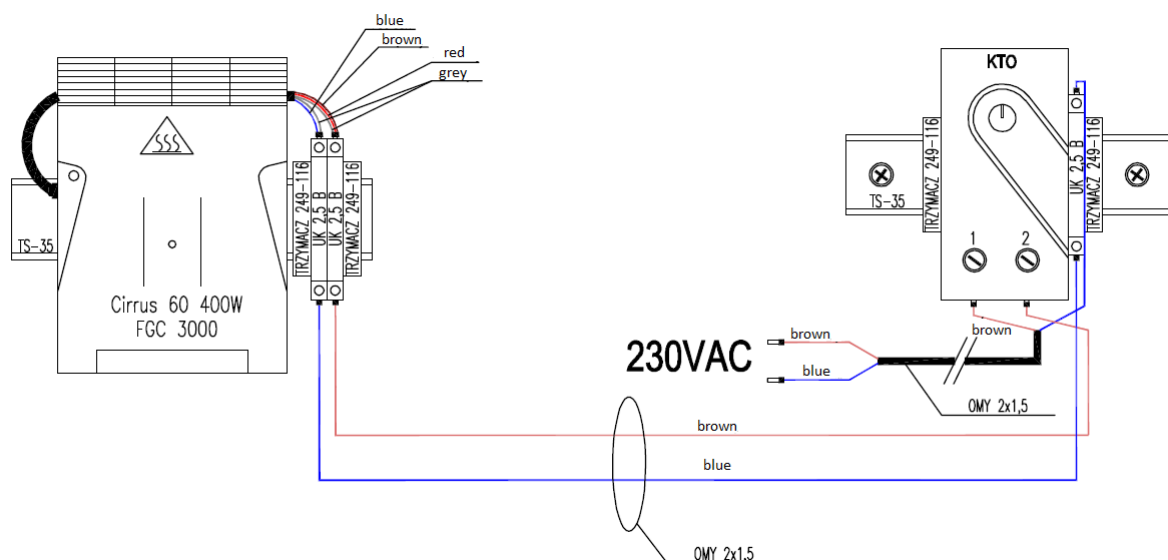 blue
brown
red
grey
KTO
TRZYMACZ 249-116
UK 2,5 B
UK 2,5 B
TRZYMACZ 249-116
TS-35
Cirrus 60 400W
FGC 3000
TS-35
TRZYMACZ 249-116
UK 2,5 B
TRZYMACZ 249-116
1
2
230VAC
brown
blue
brown
OMY 2x1,5
brown
blue
OMY 2x1,5